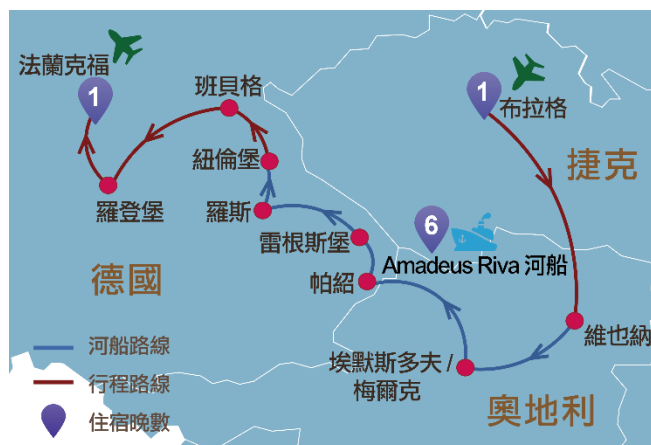 法蘭克福
1
班貝格
1
布拉格
捷克
紐倫堡
羅登堡
羅斯
6
雷根斯堡
Amadeus Riva 河船
德國
帕紹
維也納
河船路線
埃默斯多夫 /
梅爾克
行程路線
奧地利
住宿晚數